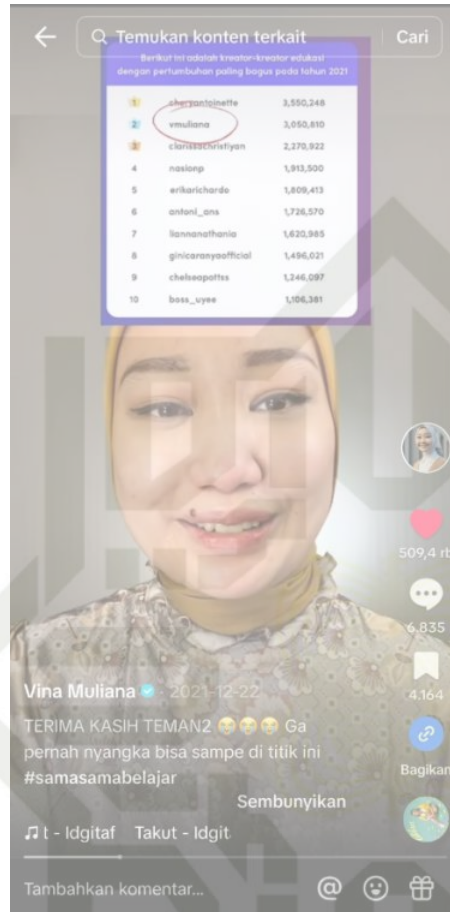 Temukan konten terkait
Cari
Berikut ini adalah kreator-kreator edukasi
dengan pertumbuhan paling bagus pada tahun 2021
1 cheryantoinette 3,550,248
2 vmuliana 3,050,810
3 clarissachristiyan 2,270,922
4 nasionp 1,913,500
5 erikarichardo 1,809,413
6 antoni_ans 1,726,570
7 liannanathania 1,620,985
8 ginicaranyaofficial 1,496,021
9 chelseapottss 1,246,097
10 boss_uyee 1,106,381
509,4 rb
6.835
4.164
Bagikan
Vina Muliana · 2021-12-22
TERIMA KASIH TEMAN2 😭😭😭 Ga
pernah nyangka bisa sampe di titik ini
#samasamabelajar
Sembunyikan
t - Idgitaf Takut - Idgit
Tambahkan komentar...